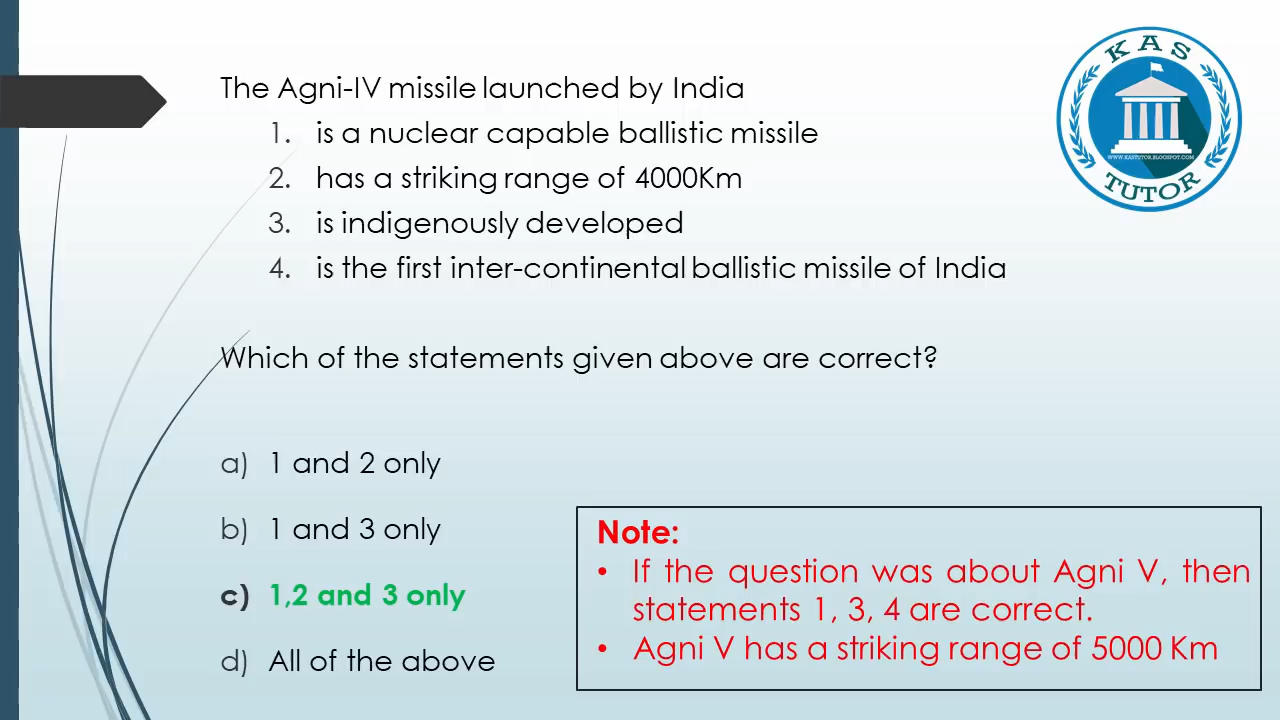 The Agni-IV missile launched by India
1. is a nuclear capable ballistic missile
2. has a striking range of 4000Km
3. is indigenously developed
4. is the first inter-continental ballistic missile of India
Which of the statements given above are correct?
a) 1 and 2 only
b) 1 and 3 only
c) 1,2 and 3 only
d) All of the above
Note:
• If the question was about Agni V, then
statements 1, 3, 4 are correct.
• Agni V has a striking range of 5000 Km
KAS
WWW.KASTUTOR.BLOGSPOT.COM
TUTOR